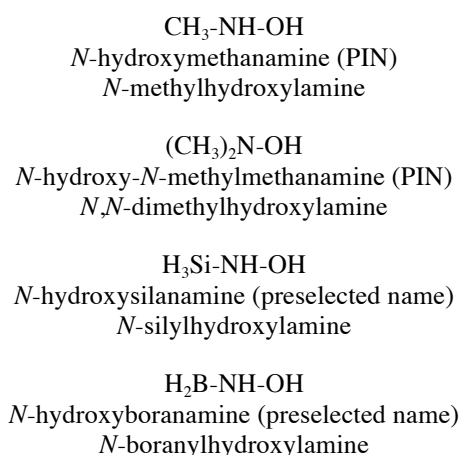 CH₃-NH-OH
N-hydroxymethanamine (PIN)
N-methylhydroxylamine
(CH₃)₂N-OH
N-hydroxy-N-methylmethanamine (PIN)
N,N-dimethylhydroxylamine
H₃Si-NH-OH
N-hydroxysilanamine (preselected name)
N-silylhydroxylamine
H₂B-NH-OH
N-hydroxyboranamine (preselected name)
N-boranylhydroxylamine